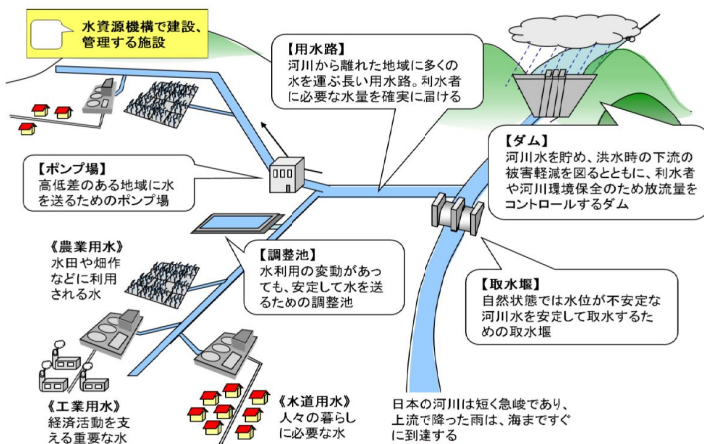 水資源機構で建設、
管理する施設
【用水路】
河川から離れた地域に多くの
水を運ぶ長い用水路。利水者
に必要な水量を確実に届ける
【ダム】
河川水を貯め、洪水時の下流の
被害軽減を図るとともに、利水者
や河川環境保全のため放流量を
コントロールするダム
【ポンプ場】
高低差のある地域に水
を送るためのポンプ場
【調整池】
水利用の変動があって
も、安定して水を送
るための調整池
【取水堰】
自然状態では水位が不安定な
河川水を安定して取水するた
めの取水堰
《農業用水》
水田や畑作
などに利用
される水
《工業用水》
経済活動を支
える重要な水
《水道用水》
人々の暮らし
に必要な水
日本の河川は短く急峻であり、
上流で降った雨は、海まですぐ
に到達する